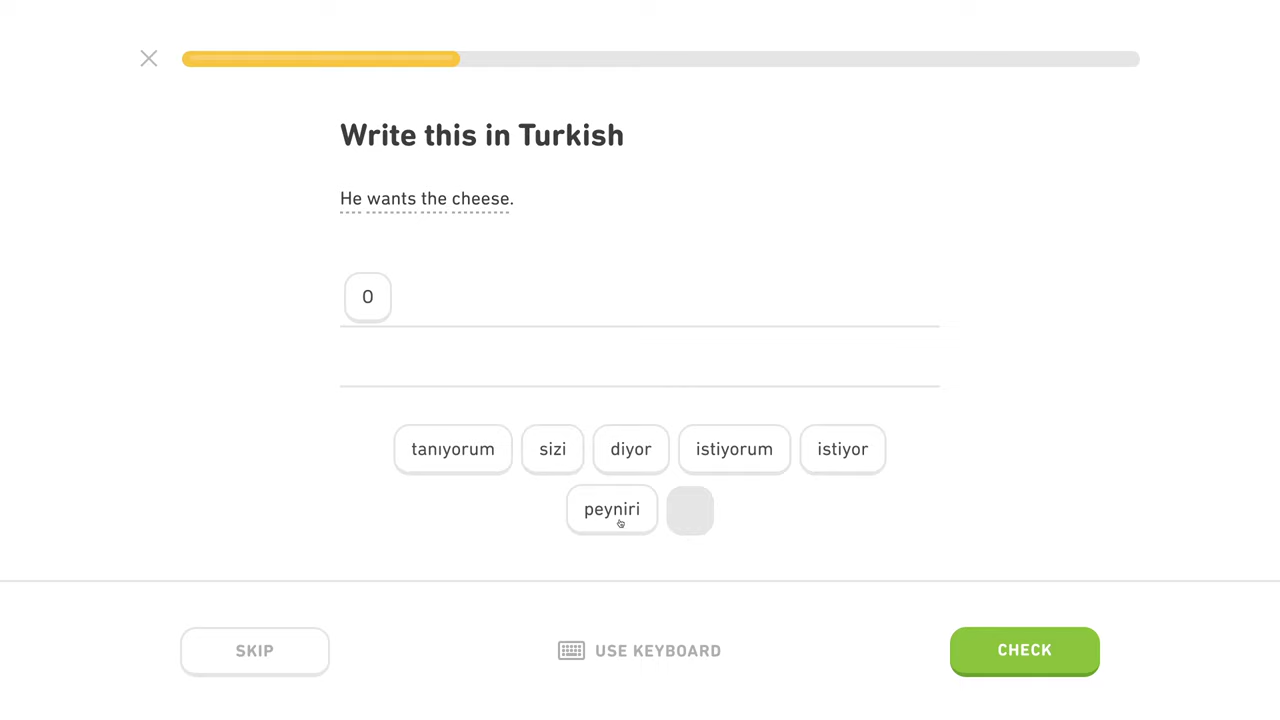 Write this in Turkish
He wants the cheese.
O
tanıyorum sizi diyor istiyorum istiyor
peyniri
SKIP USE KEYBOARD CHECK